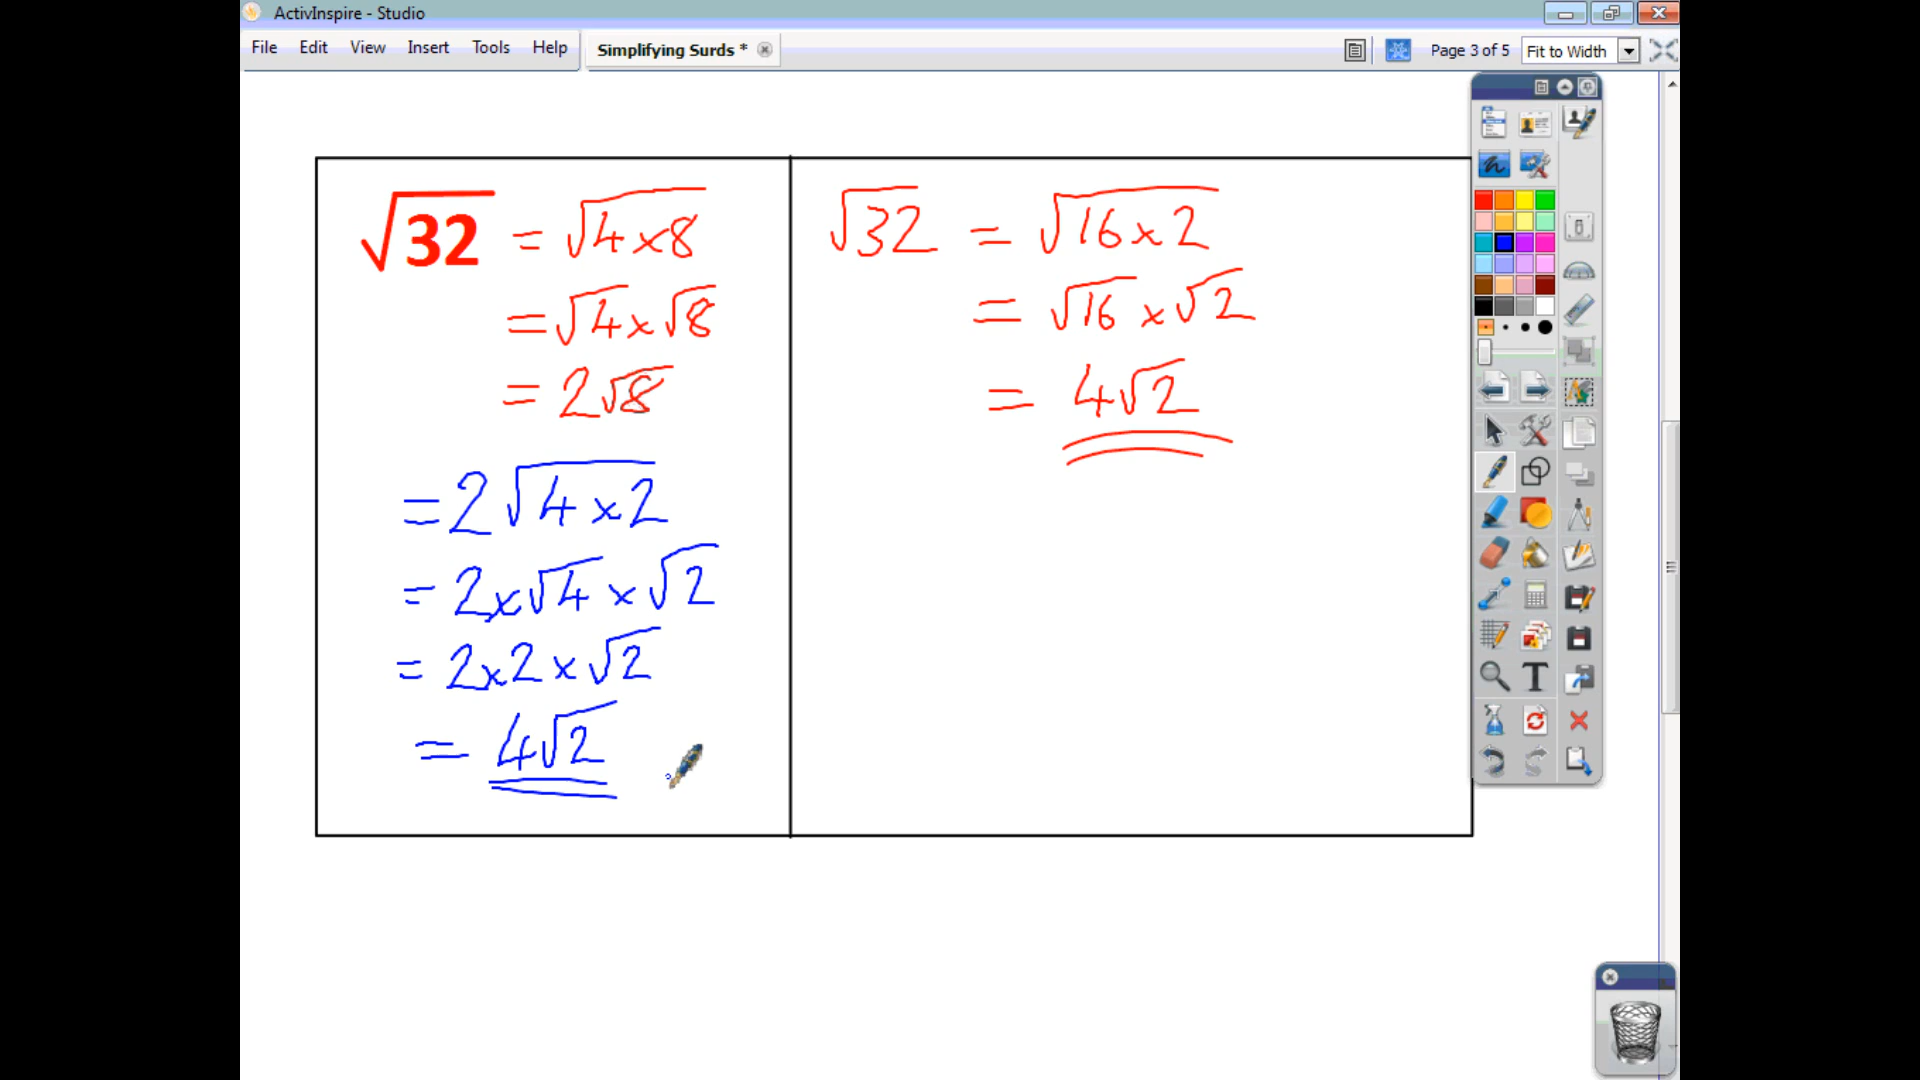 ActivInspire - Studio
File Edit View Insert Tools Help
Simplifying Surds *
Page 3 of 5
Fit to Width
√32 = √4×8
= √4 × √8
= 2√8
= 2 √4 × 2
= 2 × √4 × √2
= 2 × 2 × √2
= 4√2
√32 = √16 × 2
= √16 × √2
= 4√2
T